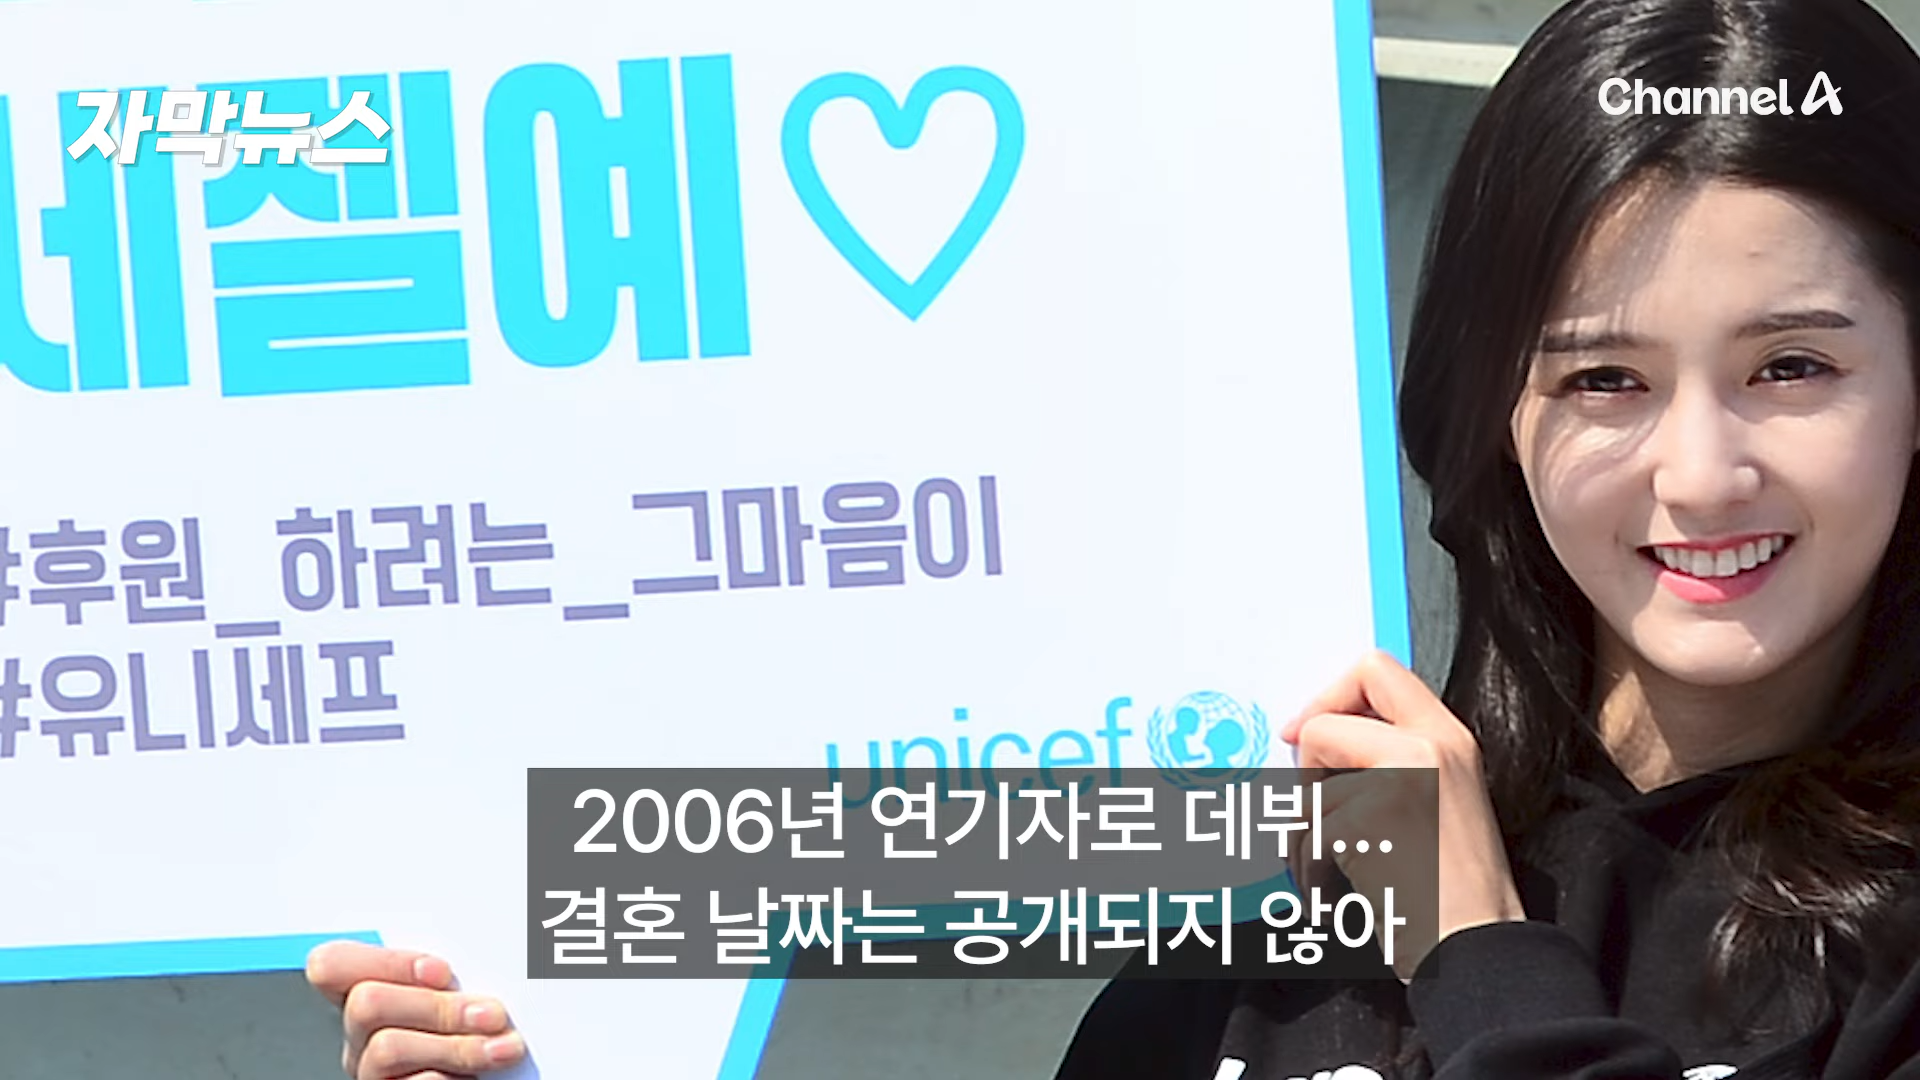 자막뉴스
Channel A
세젤예♡
#후원_하려는_그마음이
#유니세프
unicef
2006년 연기자로 데뷔...
결혼 날짜는 공개되지 않아